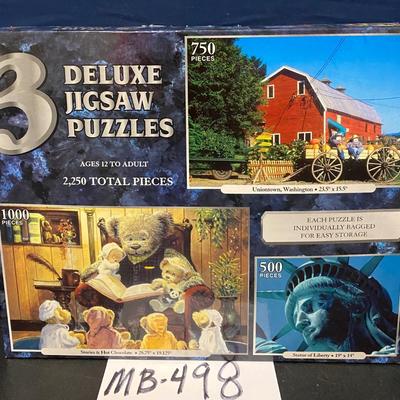 3
DELUXE
JIGSAW
PUZZLES
AGES 12 TO ADULT
2,250 TOTAL PIECES
750
PIECES
Uniontown, Washington • 23.5" x 15.5"
1000
PIECES
Stories & Hot Chocolate • 26.75" x 19.125"
EACH PUZZLE IS
INDIVIDUALLY BAGGED
FOR EASY STORAGE
500
PIECES
Statue of Liberty • 19" x 14"
MB-498